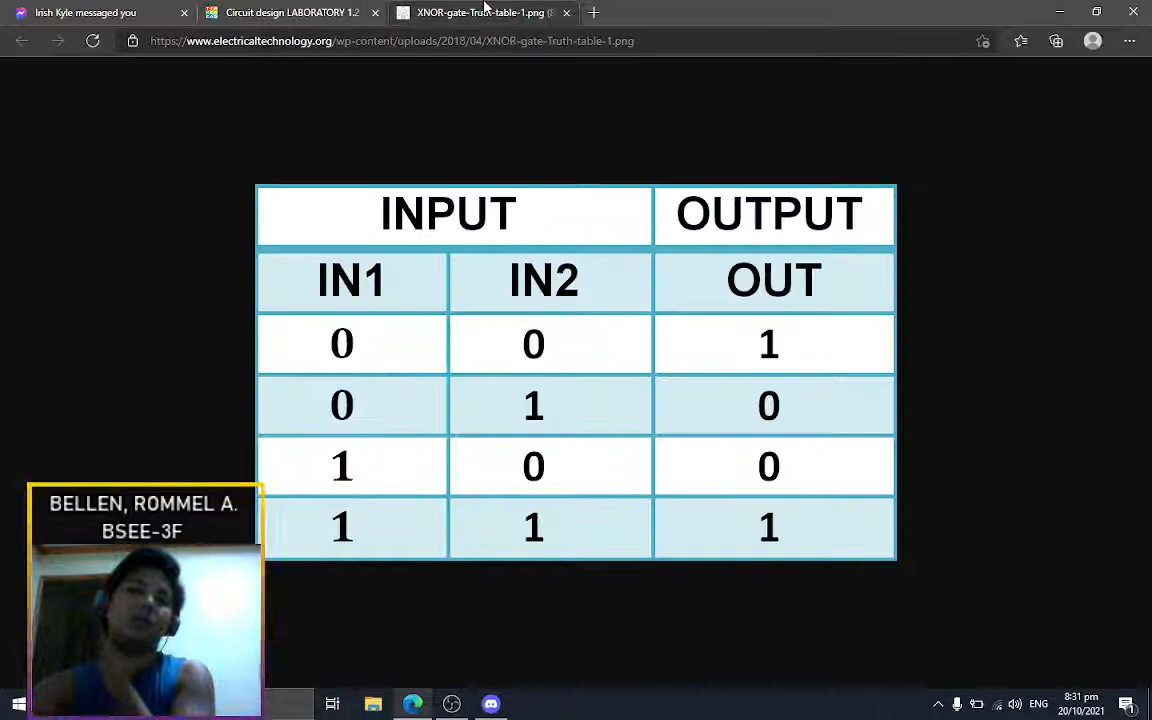 Irish Kyle messaged you
Circuit design LABORATORY 1.2
XNOR-gate-Truth-table-1.png
https://www.electricaltechnology.org/wp-content/uploads/2018/04/XNOR-gate-Truth-table-1.png
INPUT OUTPUT
IN1 IN2 OUT
0 0 1
0 1 0
1 0 0
1 1 1
BELLEN, ROMMEL A.
BSEE-3F
ENG
8:31 pm
20/10/2021
1